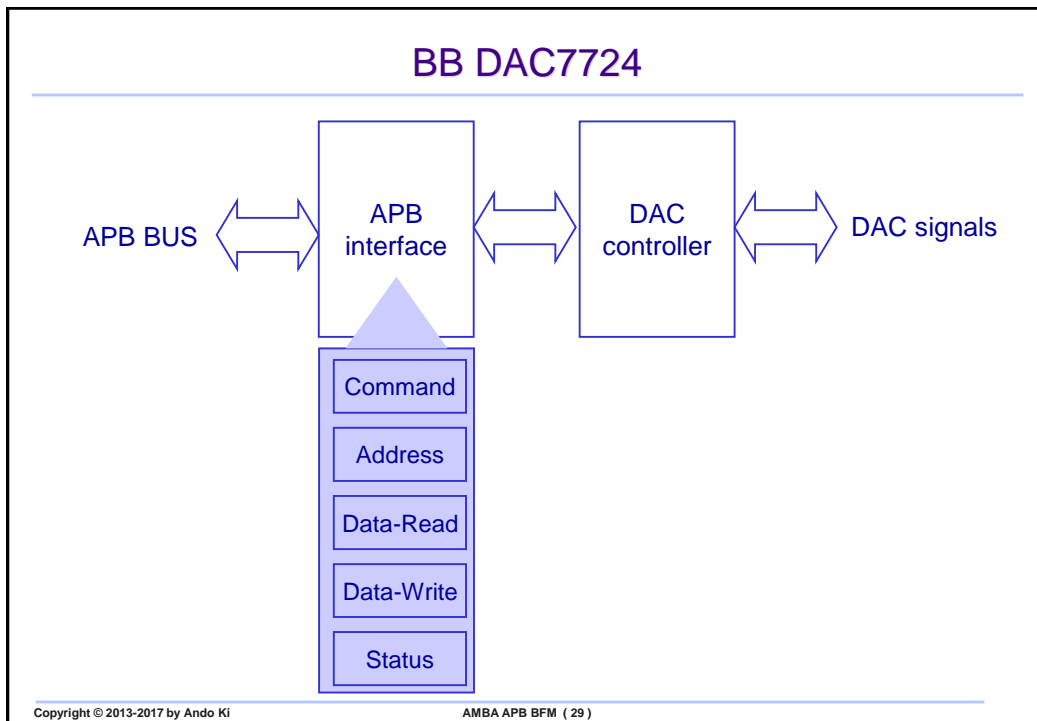 BB DAC7724
APB BUS
APB
interface
DAC
controller
DAC signals
Command
Address
Data-Read
Data-Write
Status
Copyright © 2013-2017 by Ando Ki
AMBA APB BFM ( 29 )